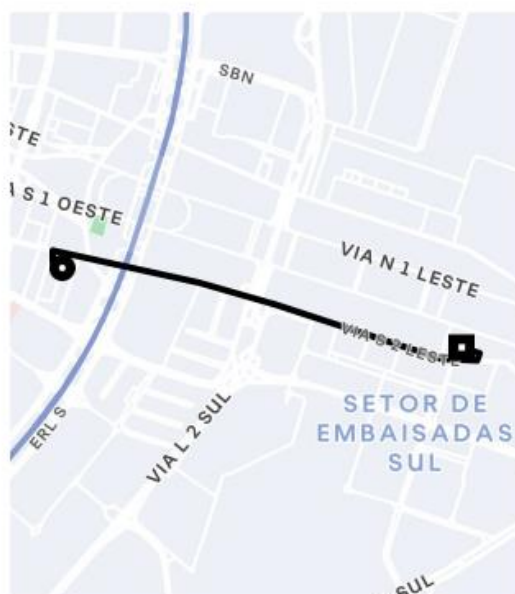 SBN
STE
A S 1 OESTE
VIA N 1 LESTE
VIA S 2 LESTE
SETOR DE
EMBAISADAS
SUL
ERL S
VIA L 2 SUL
SUL